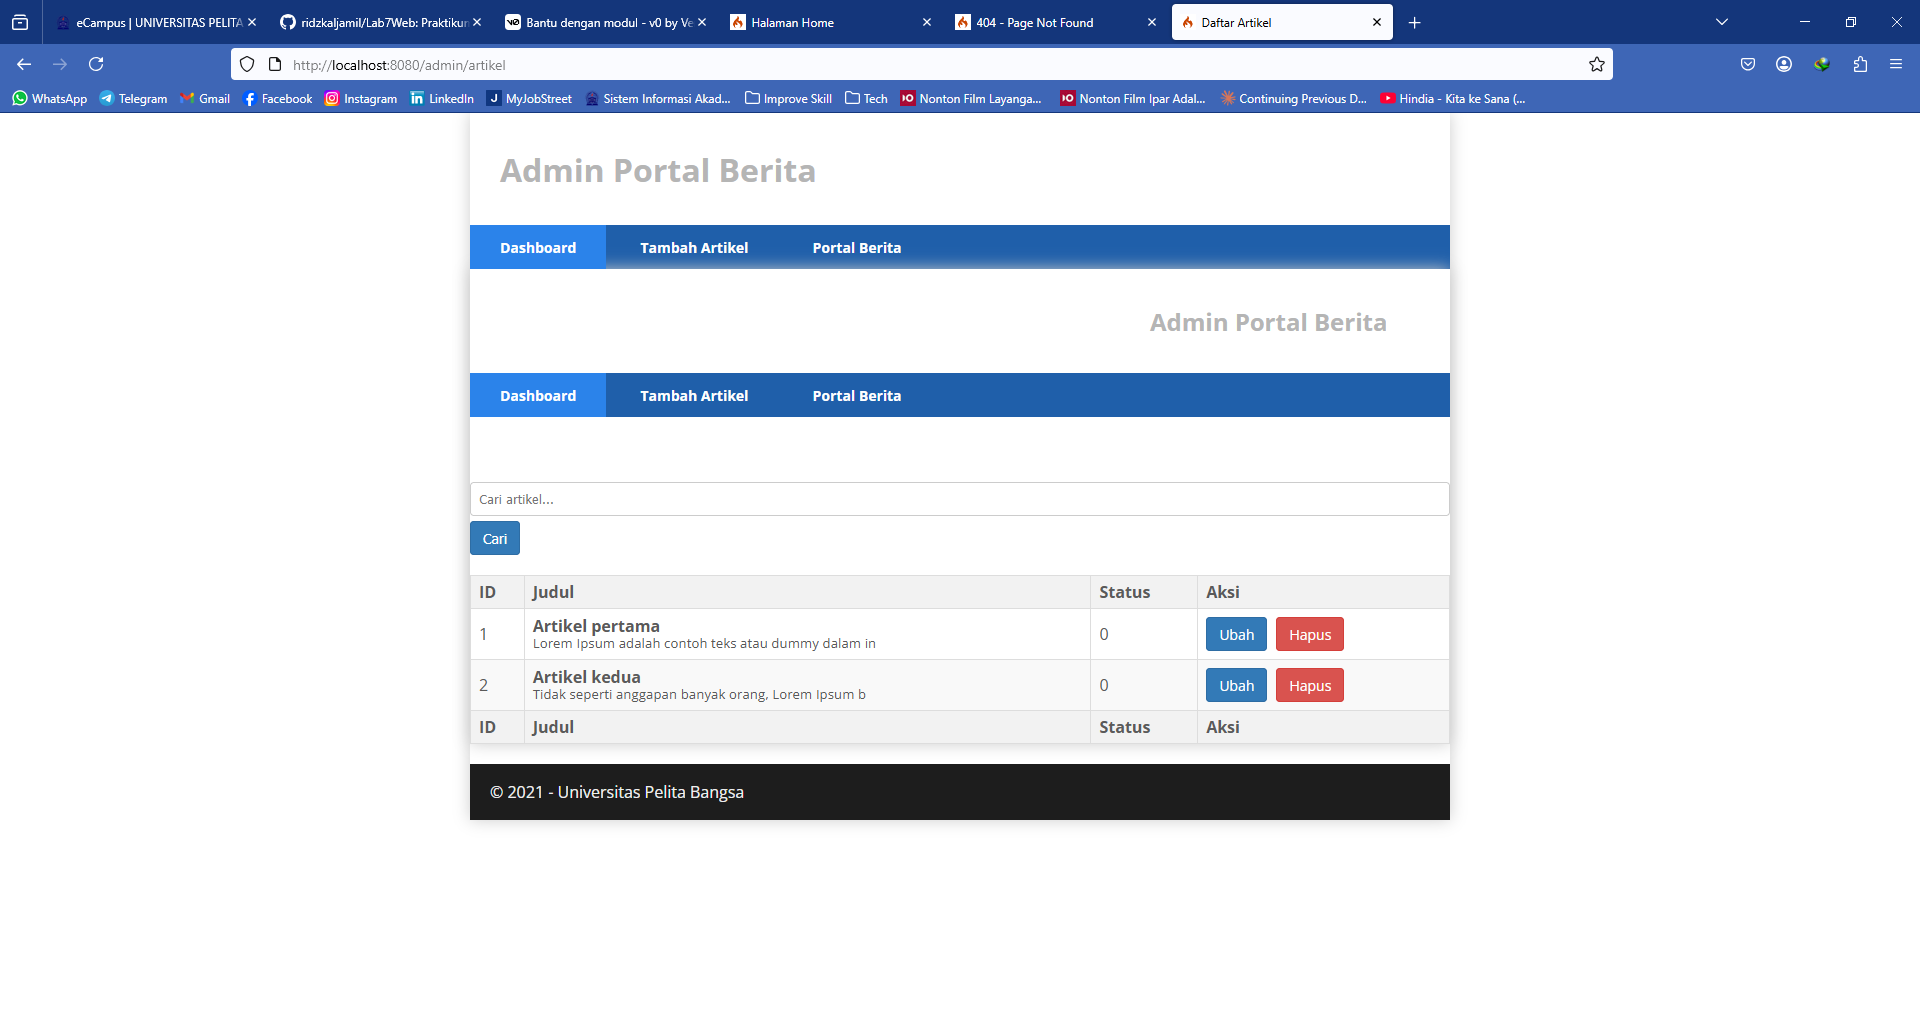 eCampus | UNIVERSITAS PELITA
ridzkaljamil/Lab7Web: Praktikum
Bantu dengan modul - v0 by Ve
Halaman Home
404 - Page Not Found
Daftar Artikel
http://localhost:8080/admin/artikel
WhatsApp
Telegram
Gmail
Facebook
Instagram
LinkedIn
MyJobStreet
Sistem Informasi Akad...
Improve Skill
Tech
Nonton Film Layanga...
Nonton Film Ipar Adal...
Continuing Previous D...
Hindia - Kita ke Sana (...
Admin Portal Berita
Dashboard Tambah Artikel Portal Berita
Admin Portal Berita
Dashboard Tambah Artikel Portal Berita
Cari artikel...
Cari
ID Judul Status Aksi
1 Artikel pertama 0 Ubah Hapus
Lorem Ipsum adalah contoh teks atau dummy dalam in
2 Artikel kedua 0 Ubah Hapus
Tidak seperti anggapan banyak orang, Lorem Ipsum b
ID Judul Status Aksi
© 2021 - Universitas Pelita Bangsa